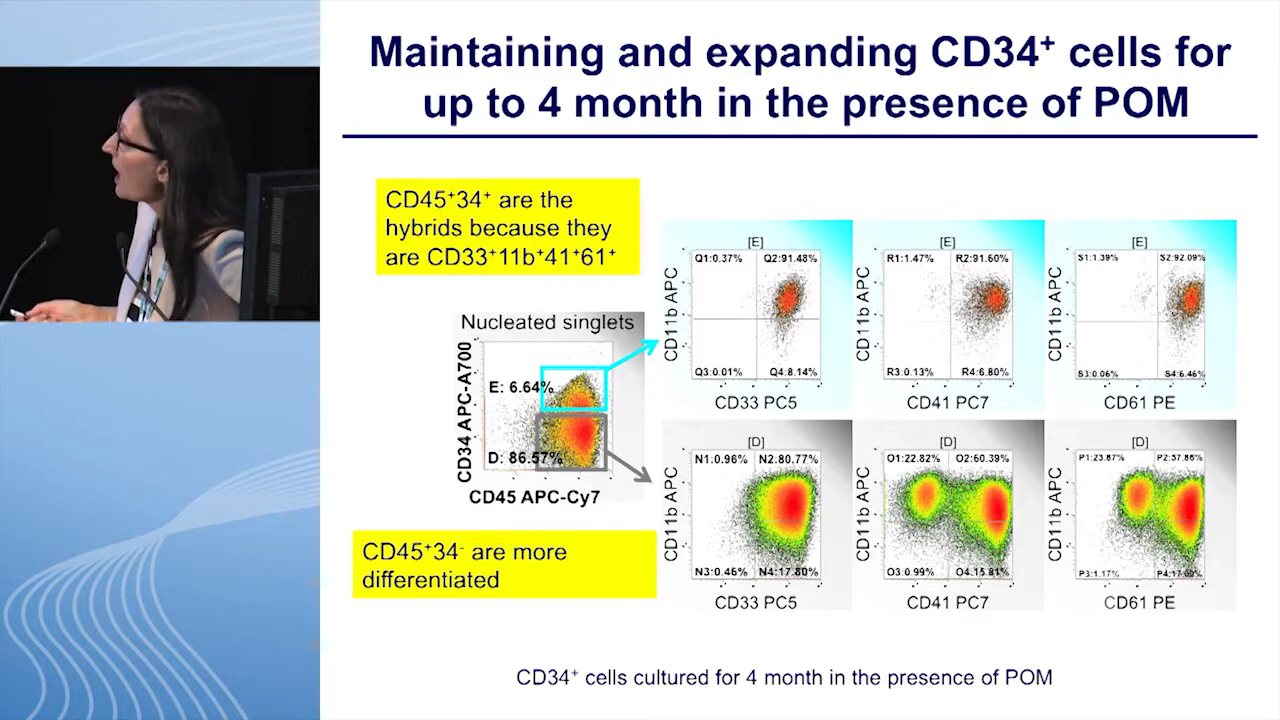 Maintaining and expanding CD34⁺ cells for
up to 4 month in the presence of POM
CD45⁺34⁺ are the
hybrids because they
are CD33⁺11b⁺41⁺61⁺
Nucleated singlets
CD34 APC-A700
E: 6.64%
D: 86.57%
CD45 APC-Cy7
CD45⁺34⁻ are more
differentiated
[E]
Q1:0.37% Q2:91.48%
CD11b APC
Q3:0.01% Q4:8.14%
CD33 PC5
[E]
R1:1.47% R2:91.60%
CD11b APC
R3:0.13% R4:6.80%
CD41 PC7
[E]
S1:1.39% S2:92.09%
CD11b APC
S3:0.06% S4:6.46%
CD61 PE
[D]
N1:0.96% N2:80.77%
CD11b APC
N3:0.46% N4:17.80%
CD33 PC5
[D]
O1:22.82% O2:60.39%
CD11b APC
O3:0.99% O4:15.81%
CD41 PC7
[D]
P1:23.87% P2:57.86%
CD11b APC
P3:1.17%
CD61 PE
CD34⁺ cells cultured for 4 month in the presence of POM